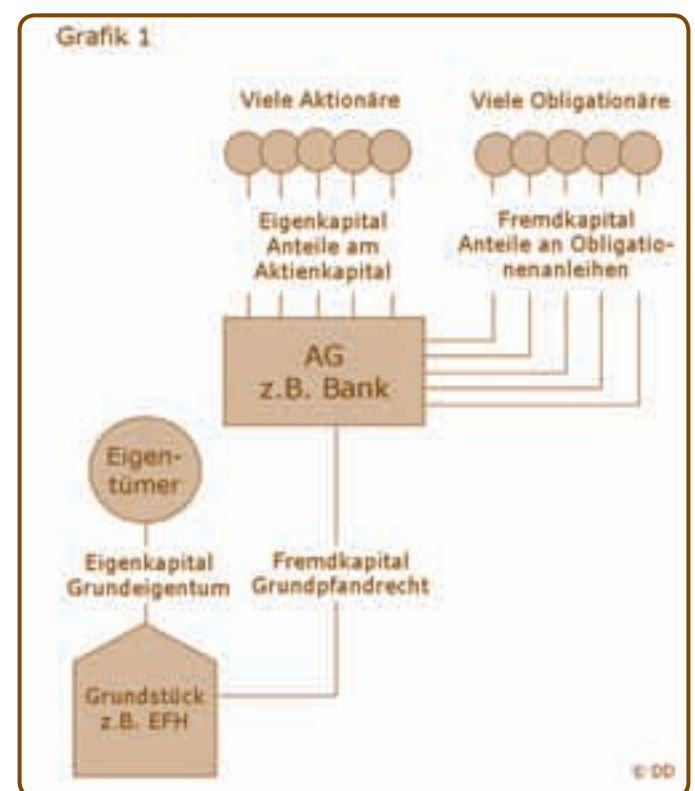 Grafik 1
Viele Aktionäre
Viele Obligationäre
Eigenkapital
Anteile am
Aktienkapital
Fremdkapital
Anteile an Obligatio-
nenanleihen
AG
z.B. Bank
Eigen-
tümer
Eigenkapital
Grundeigentum
Fremdkapital
Grundpfandrecht
Grundstück
z.B. EFH
© DD